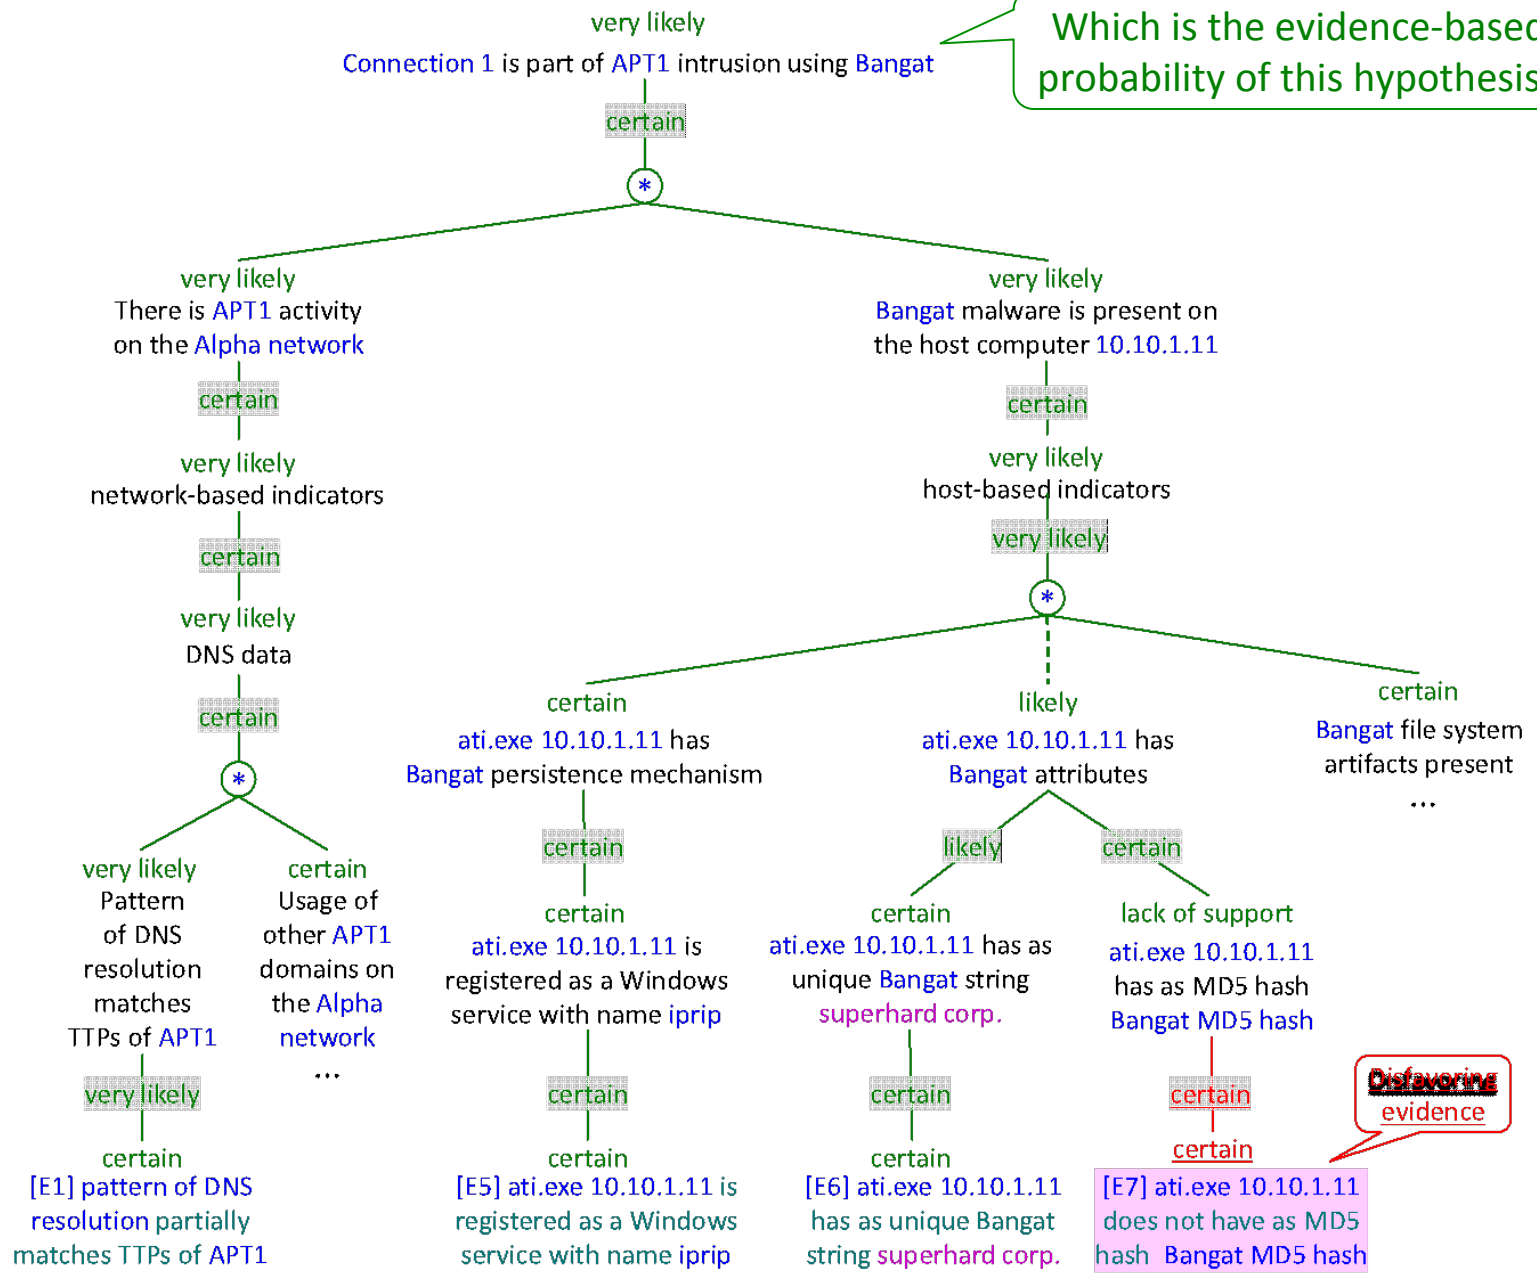 very likely
Connection 1 is part of APT1 intrusion using Bangat
Which is the evidence-based
probability of this hypothesis
certain
*
very likely
There is APT1 activity
on the Alpha network
certain
very likely
network-based indicators
certain
very likely
DNS data
certain
*
very likely
Pattern
of DNS
resolution
matches
TTPs of APT1
very likely
certain
[E1] pattern of DNS
resolution partially
matches TTPs of APT1
certain
Usage of
other APT1
domains on
the Alpha
network
...
very likely
Bangat malware is present on
the host computer 10.10.1.11
certain
very likely
host-based indicators
very likely
*
certain
ati.exe 10.10.1.11 has
Bangat persistence mechanism
certain
certain
ati.exe 10.10.1.11 is
registered as a Windows
service with name iprip
certain
certain
[E5] ati.exe 10.10.1.11 is
registered as a Windows
service with name iprip
likely
ati.exe 10.10.1.11 has
Bangat attributes
likely
certain
certain
ati.exe 10.10.1.11 has as
unique Bangat string
superhard corp.
certain
certain
[E6] ati.exe 10.10.1.11
has as unique Bangat
string superhard corp.
lack of support
ati.exe 10.10.1.11
has as MD5 hash
Bangat MD5 hash
certain
certain
[E7] ati.exe 10.10.1.11
does not have as MD5
hash Bangat MD5 hash
Disfavoring
evidence
certain
Bangat file system
artifacts present
...